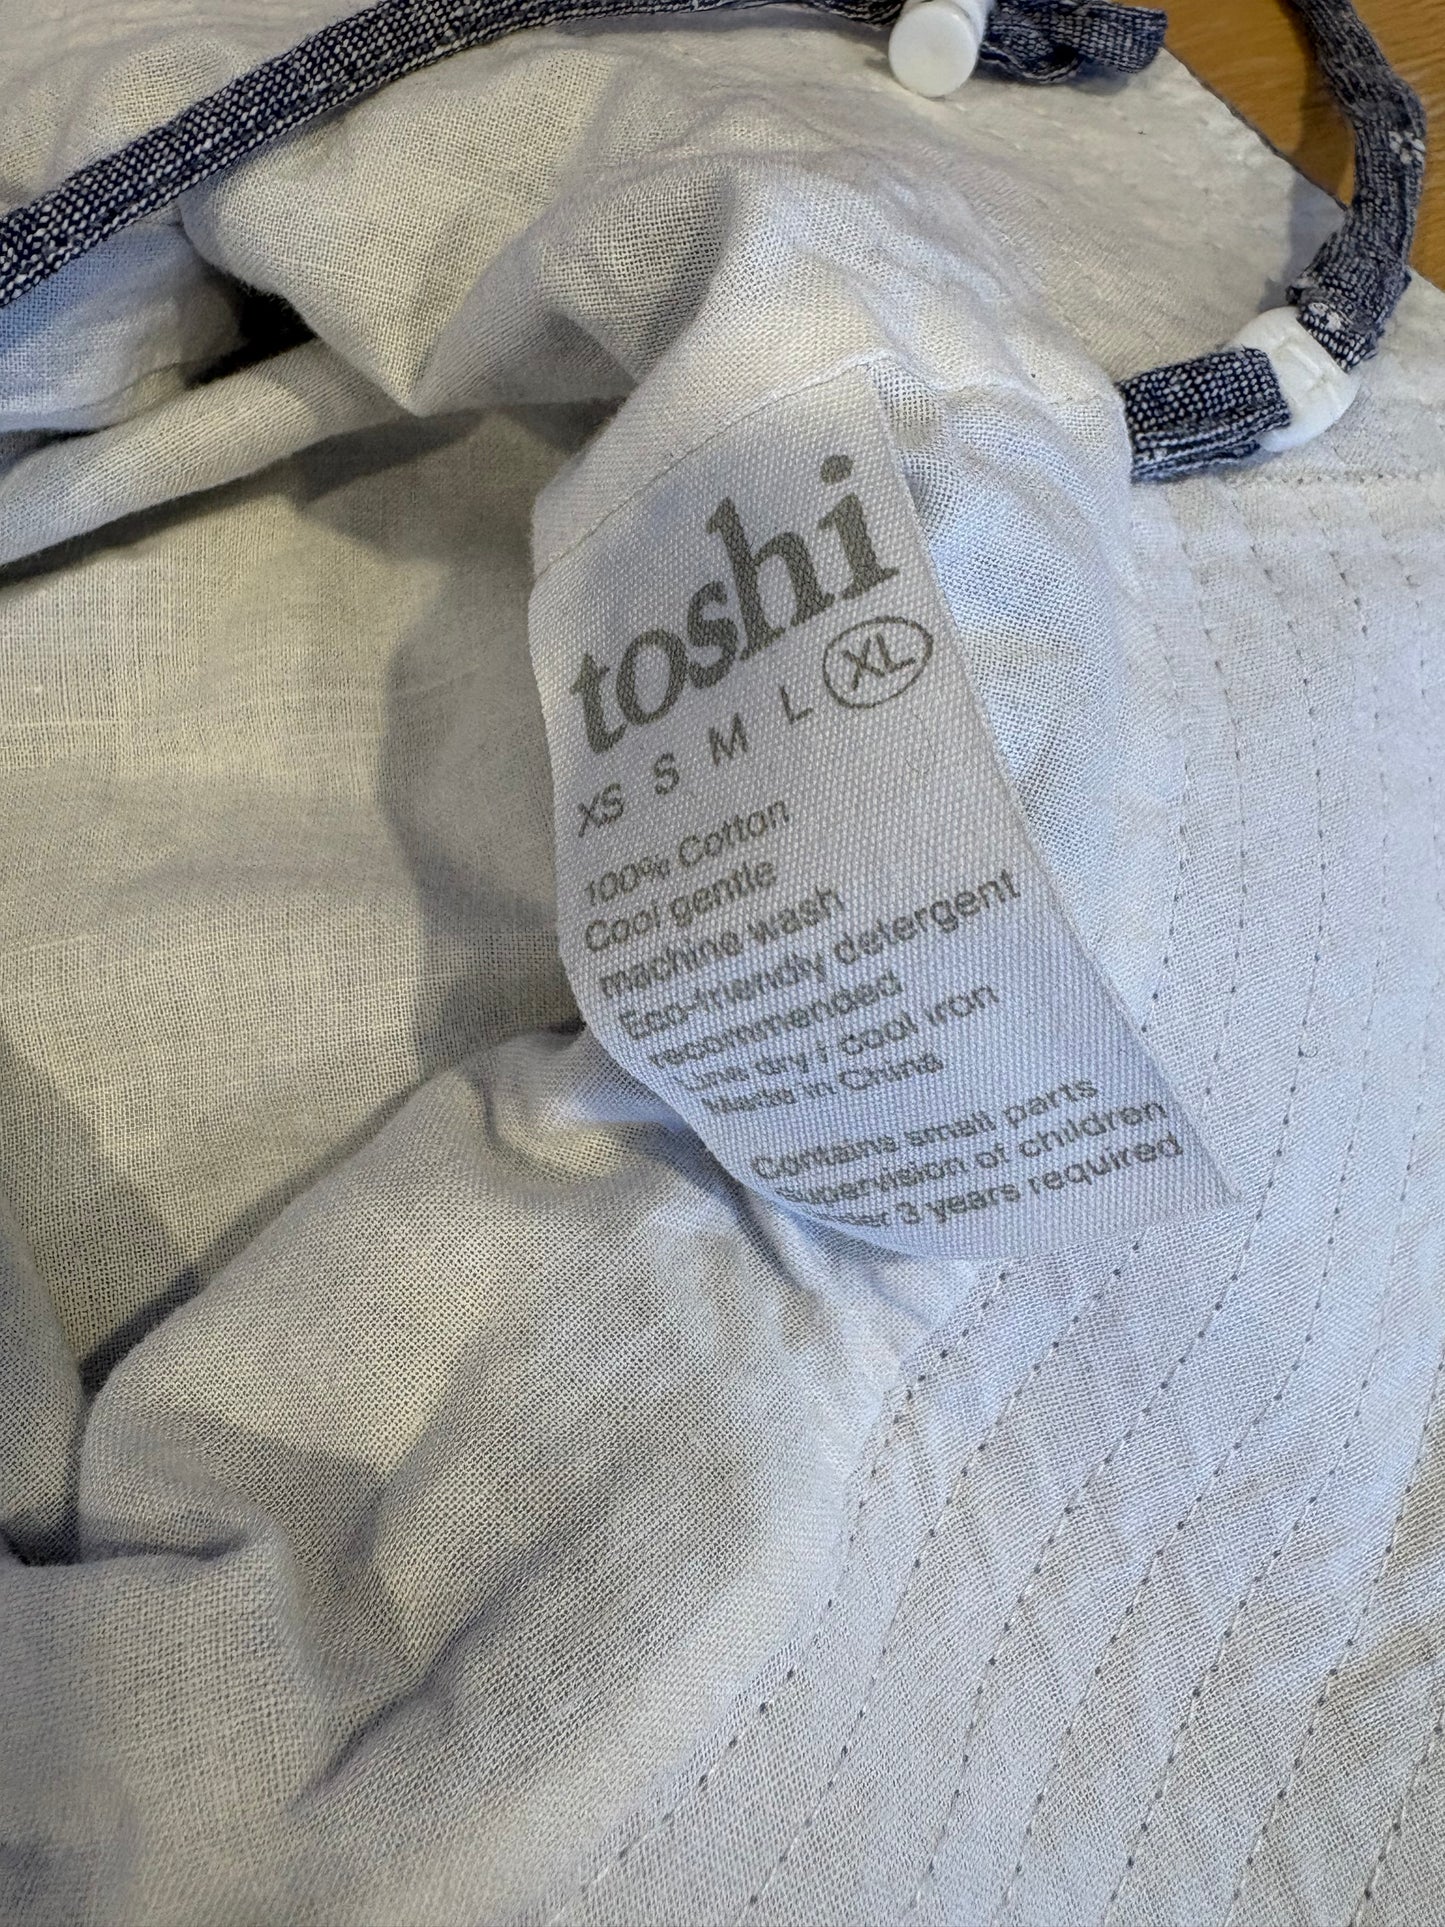 toshi
XS S M L XL
100% Cotton
Cool gentle
machine wash
Eco-friendly detergent
recommended
Line dry / cool iron
Made in China
Contains small parts
supervision of children
3 years required